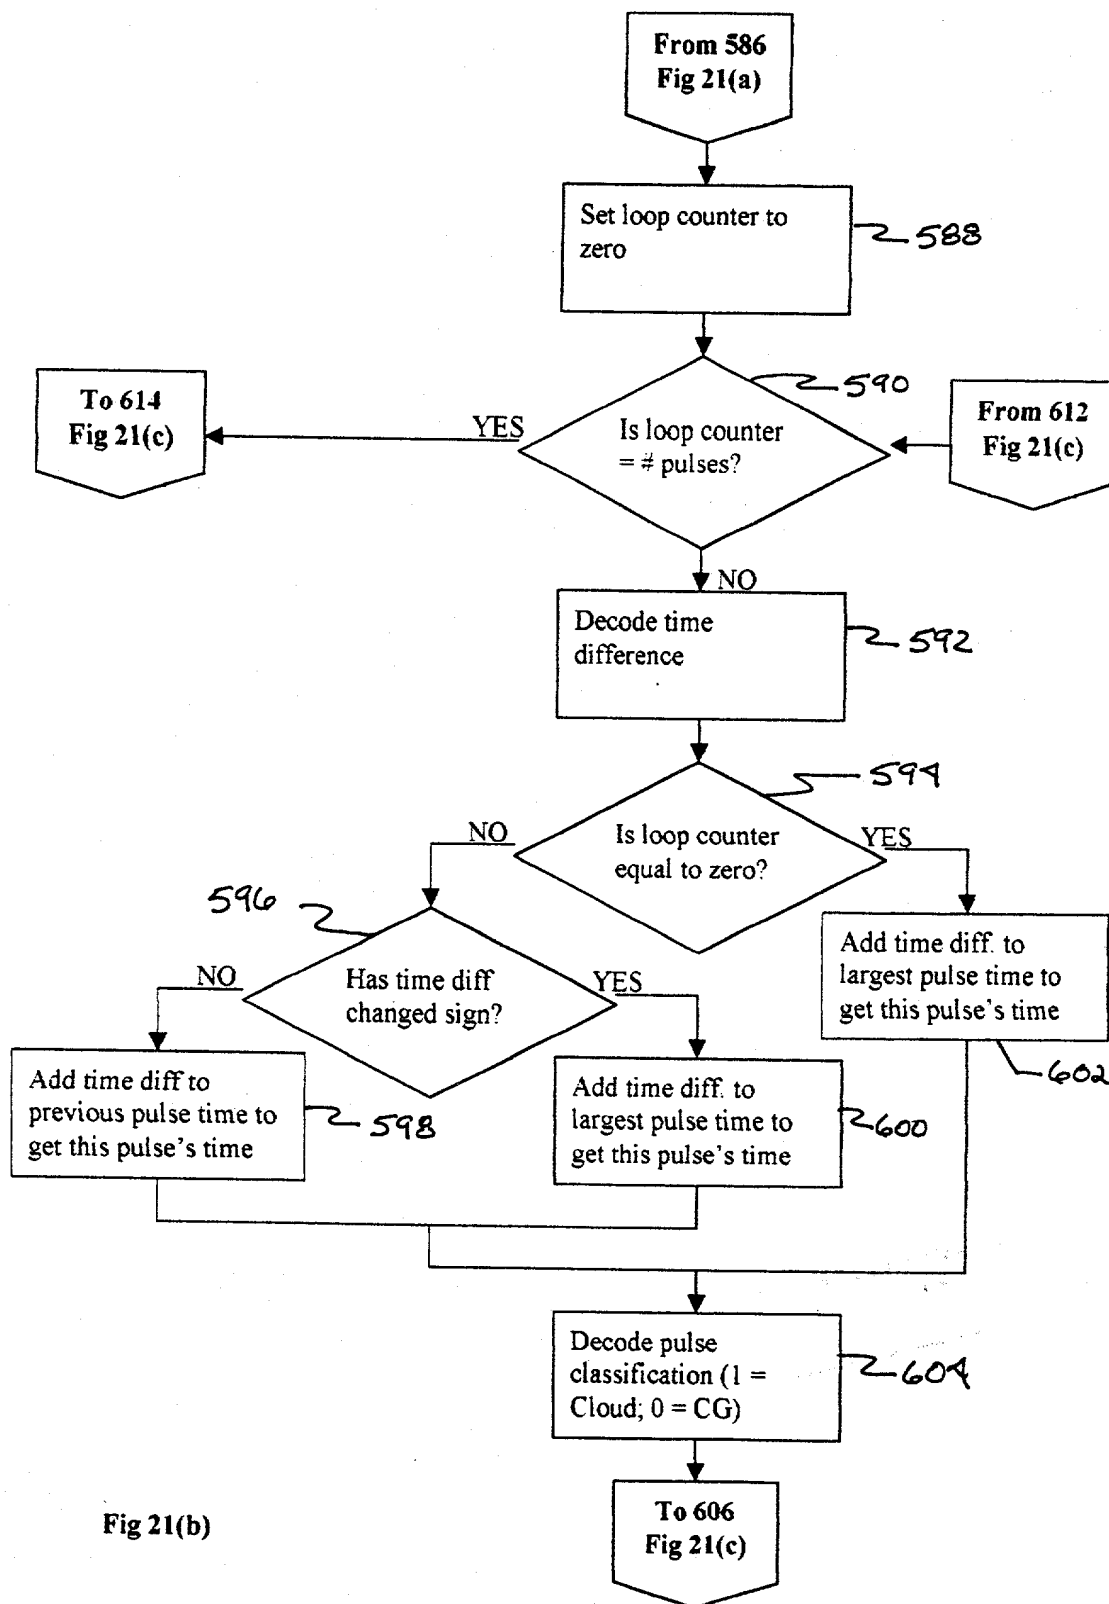 From 586
Fig 21(a)
Set loop counter to
zero
588
590
To 614
Fig 21(c)
YES
Is loop counter
= # pulses?
From 612
Fig 21(c)
NO
Decode time
difference
592
594
NO
Is loop counter
equal to zero?
YES
596
NO
Has time diff
changed sign?
YES
Add time diff. to
largest pulse time to
get this pulse's time
602
Add time diff to
previous pulse time to
get this pulse's time
598
Add time diff. to
largest pulse time to
get this pulse's time
600
Decode pulse
classification (1 =
Cloud; 0 = CG)
604
To 606
Fig 21(c)
Fig 21(b)